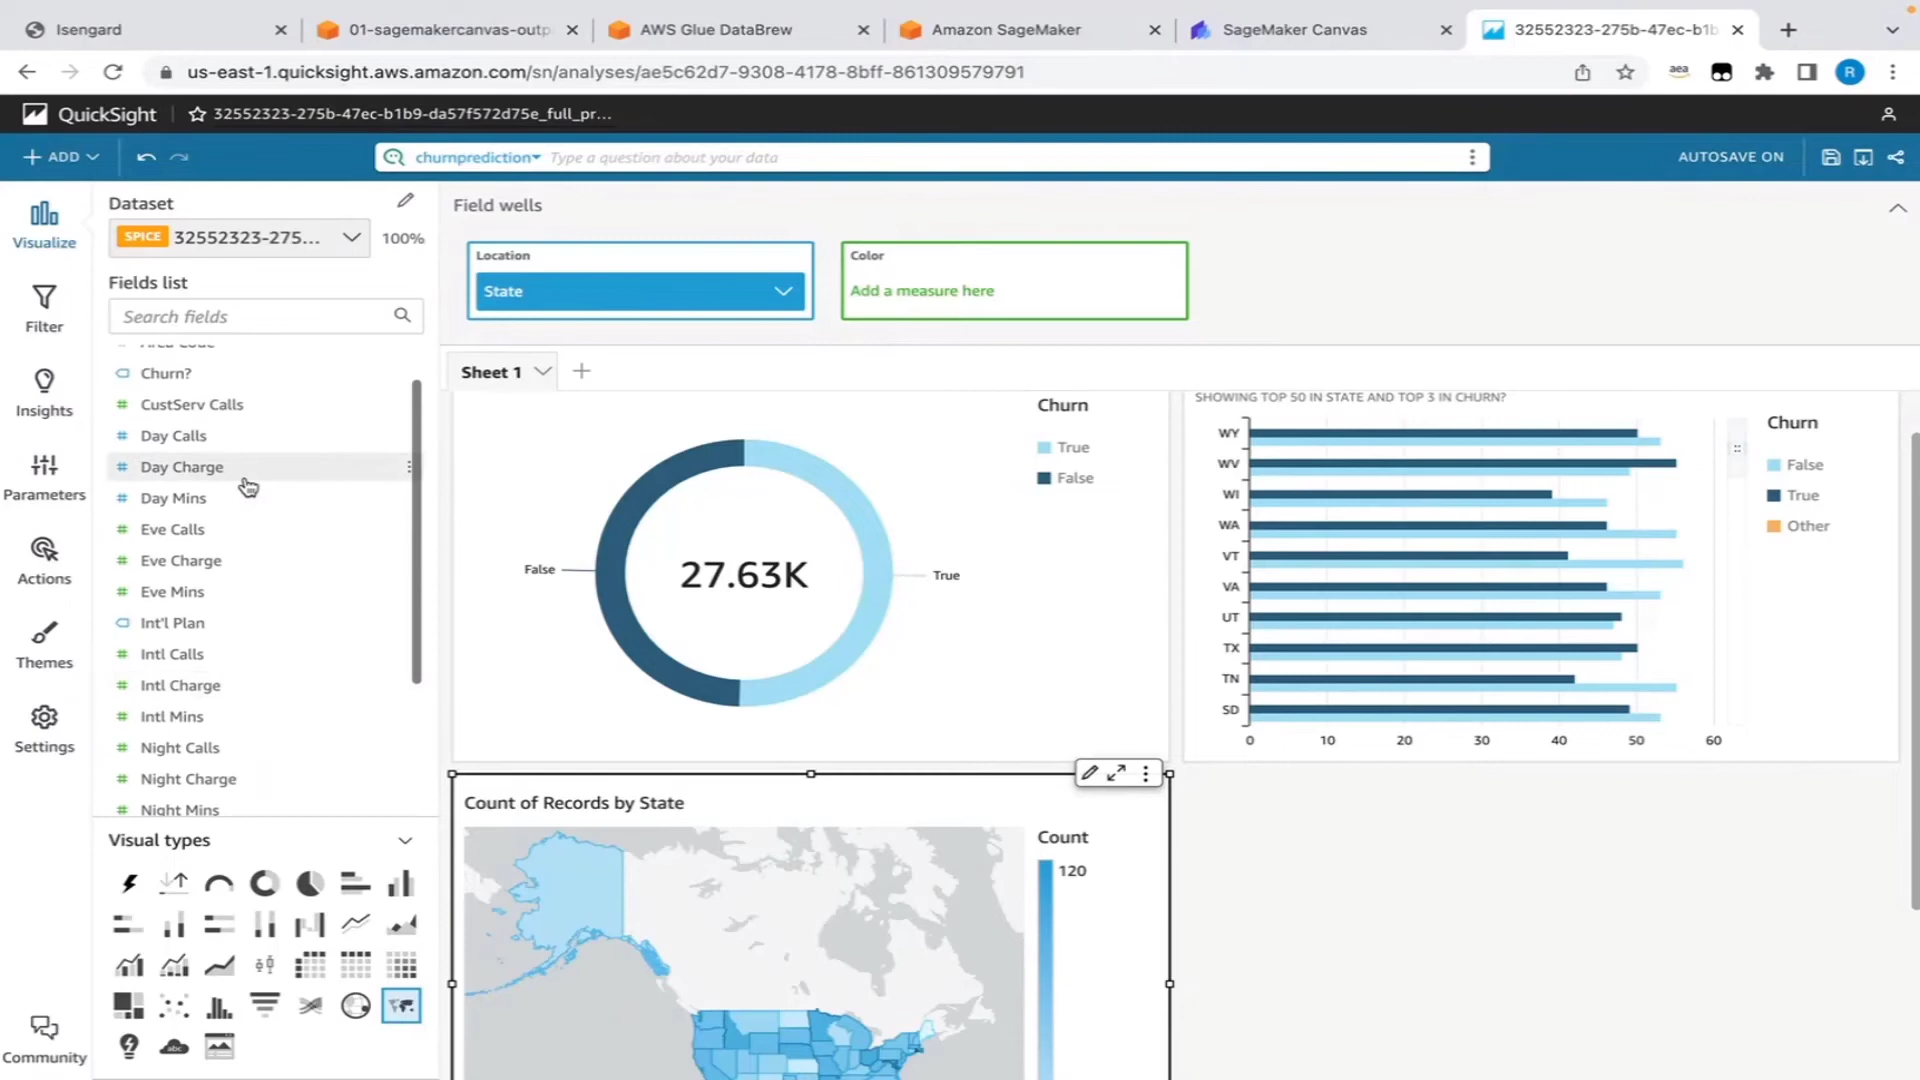 Isengard
01-sagemakercanvas-outp
AWS Glue DataBrew
Amazon SageMaker
SageMaker Canvas
32552323-275b-47ec-b1b
us-east-1.quicksight.aws.amazon.com/sn/analyses/ae5c62d7-9308-4178-8bff-861309579791
aea
R
QuickSight
32552323-275b-47ec-b1b9-da57f572d75e_full_pr...
ADD
churnprediction
Type a question about your data
AUTOSAVE ON
Visualize
Filter
Insights
Parameters
Actions
Themes
Settings
Community
Dataset
SPICE
32552323-275...
100%
Fields list
Search fields
Area Code
Churn?
CustServ Calls
Day Calls
Day Charge
Day Mins
Eve Calls
Eve Charge
Eve Mins
Int'l Plan
Intl Calls
Intl Charge
Intl Mins
Night Calls
Night Charge
Night Mins
Visual types
abc
Field wells
Location
State
Color
Add a measure here
Sheet 1
Churn
True
False
False
27.63K
True
SHOWING TOP 50 IN STATE AND TOP 3 IN CHURN?
WY
WV
WI
WA
VT
VA
UT
TX
TN
SD
0
10
20
30
40
50
60
Churn
False
True
Other
Count of Records by State
Count
120